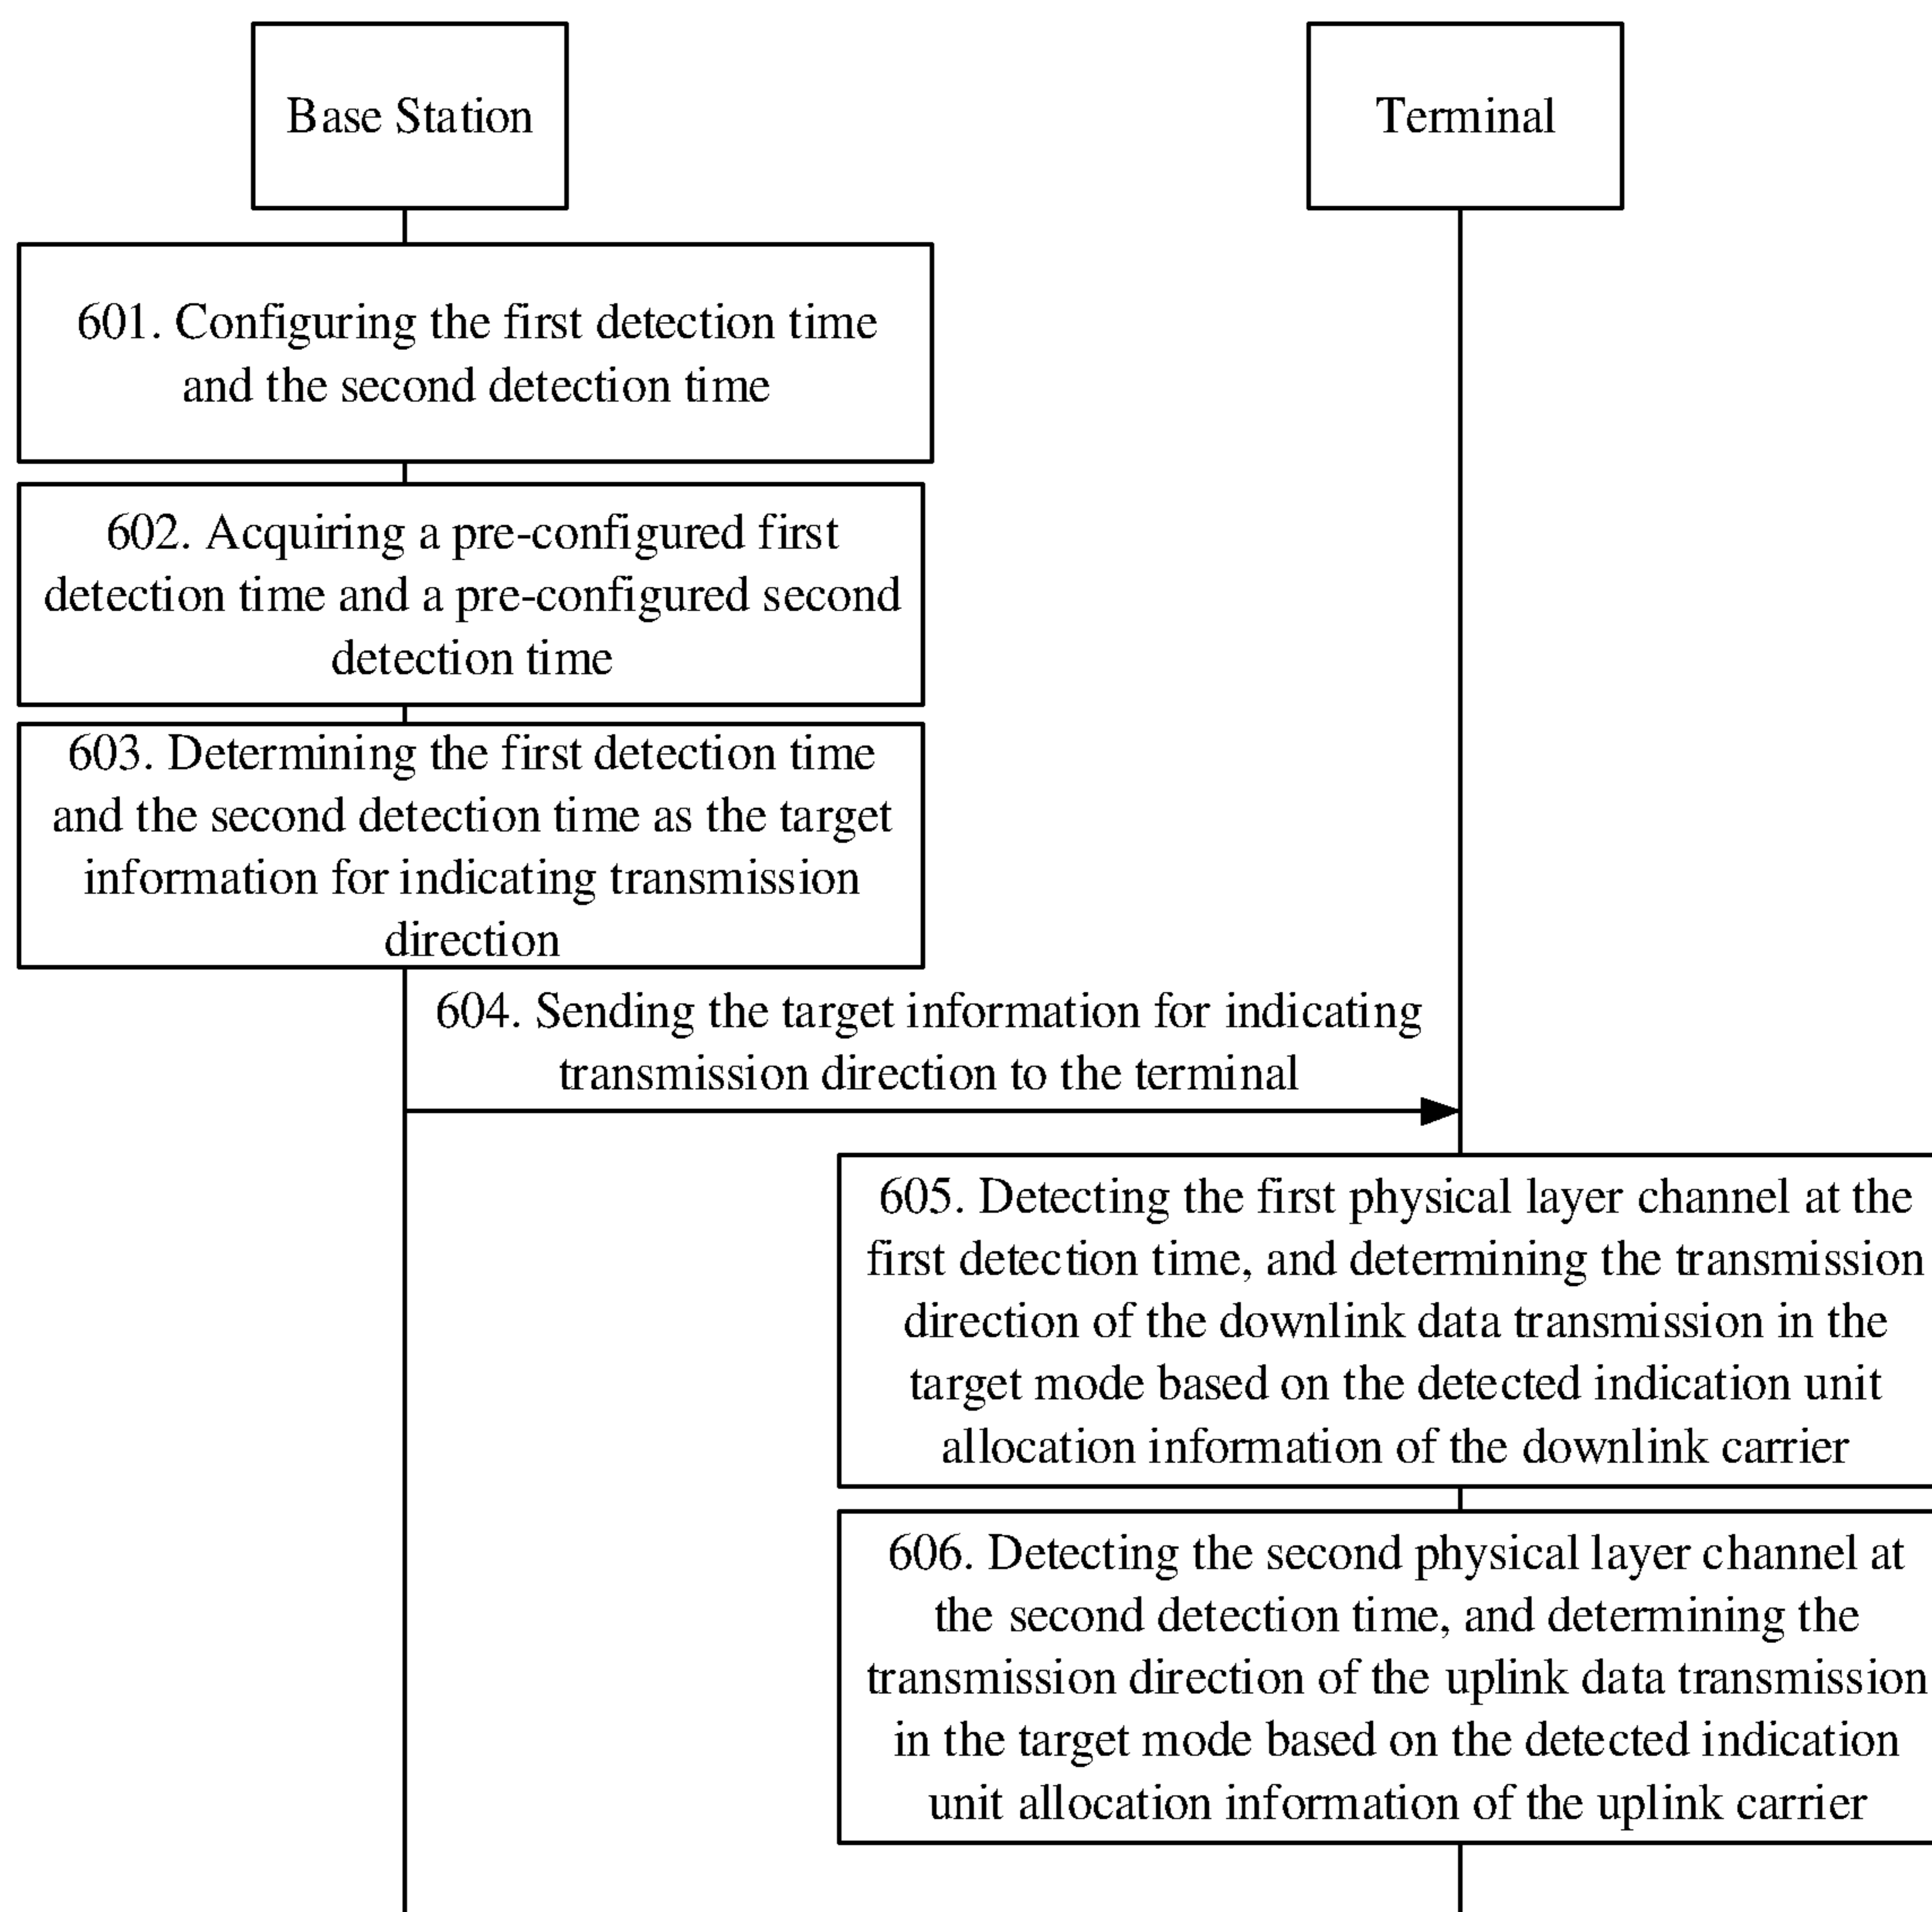 Base Station
Terminal
601. Configuring the first detection time
and the second detection time
602. Acquiring a pre-configured first
detection time and a pre-configured second
detection time
603. Determining the first detection time
and the second detection time as the target
information for indicating transmission
direction
604. Sending the target information for indicating
transmission direction to the terminal
605. Detecting the first physical layer channel at the
first detection time, and determining the transmission
direction of the downlink data transmission in the
target mode based on the detected indication unit
allocation information of the downlink carrier
606. Detecting the second physical layer channel at
the second detection time, and determining the
transmission direction of the uplink data transmission
in the target mode based on the detected indication
unit allocation information of the uplink carrier